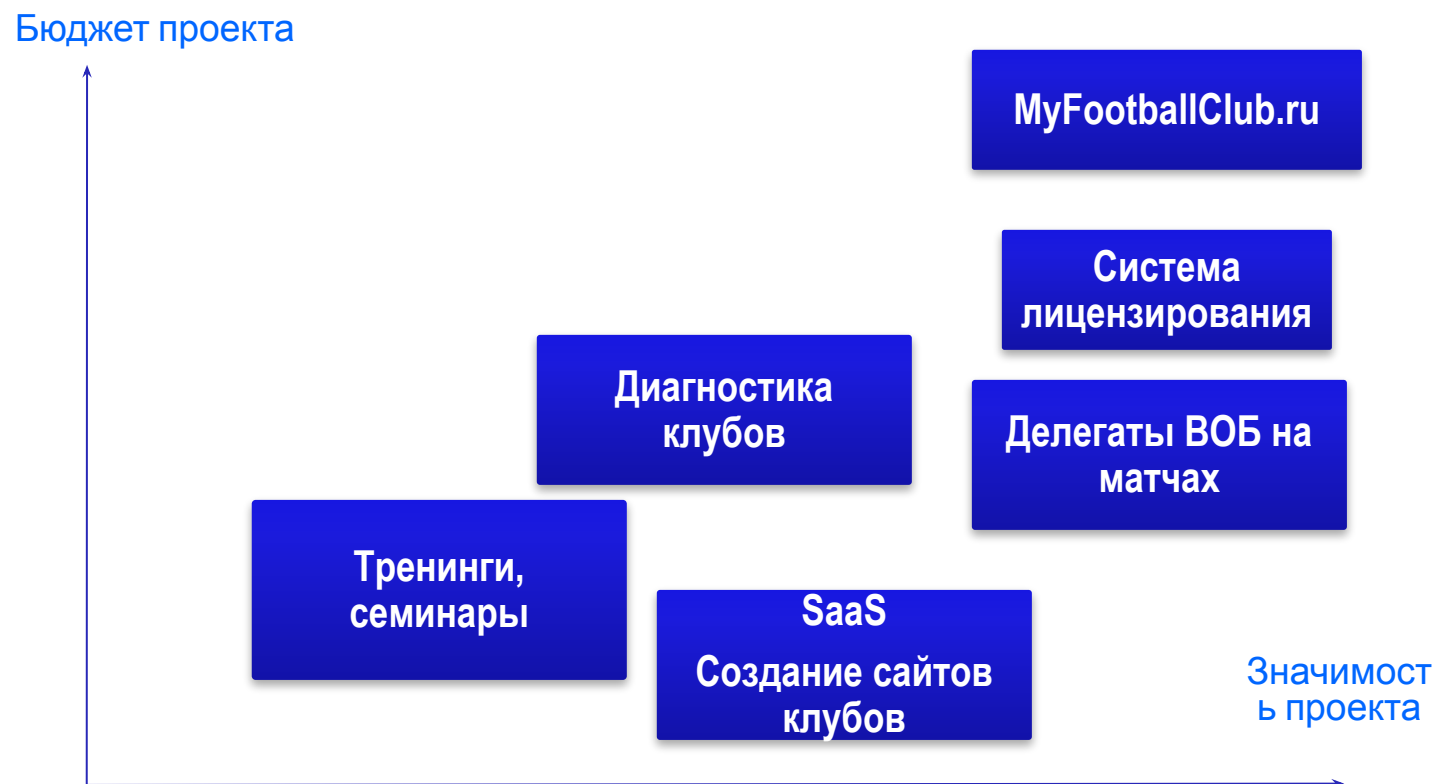 Бюджет проекта
MyFootballClub.ru
Система
лицензирования
Диагностика
клубов
Делегаты ВОБ на
матчах
Тренинги,
семинары
SaaS
Создание сайтов
клубов
Значимост
ь проекта